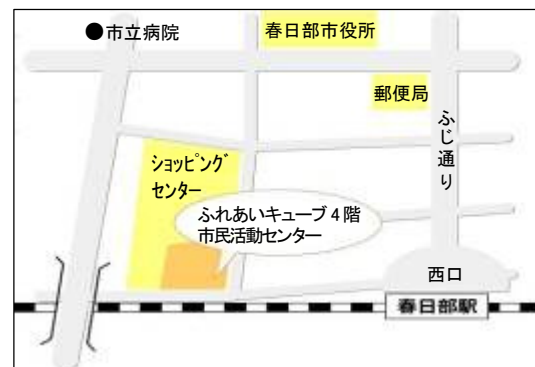 ●市立病院
春日部市役所
郵便局
ふじ通り
ｼｮｯﾋﾟﾝｸﾞ
センター
ふれあいキューブ４階
市民活動センター
西口
春日部駅